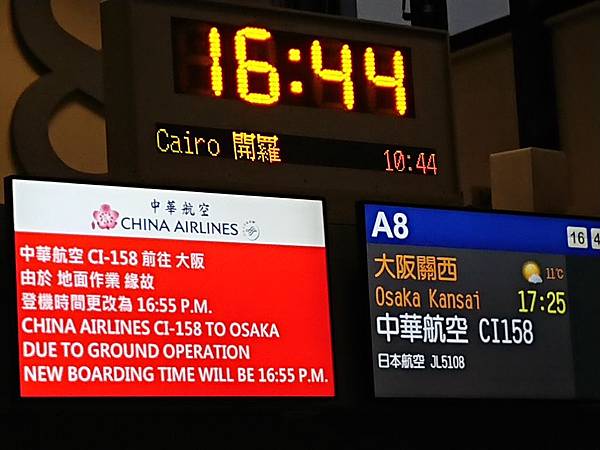 16:44
Cairo 開羅 10:44
中華航空
CHINA AIRLINES
中華航空 CI-158 前往 大阪
由於 地面作業 緣故
登機時間更改為 16:55 P.M.
CHINA AIRLINES CI-158 TO OSAKA
DUE TO GROUND OPERATION
NEW BOARDING TIME WILL BE 16:55 P.M.
A8
16 4
大阪關西 11℃
Osaka Kansai 17:25
中華航空 CI158
日本航空 JL5108